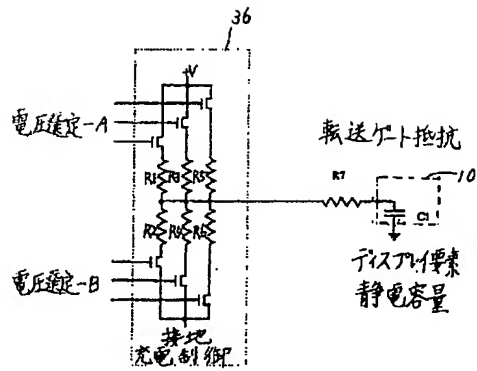 36
+V
電圧選定-A
転送ゲート抵抗
R1 R3 R5
R7
10
C1
R2 R4 R6
ディスプレイ要素
静電容量
電圧選定-B
接地
充電制御